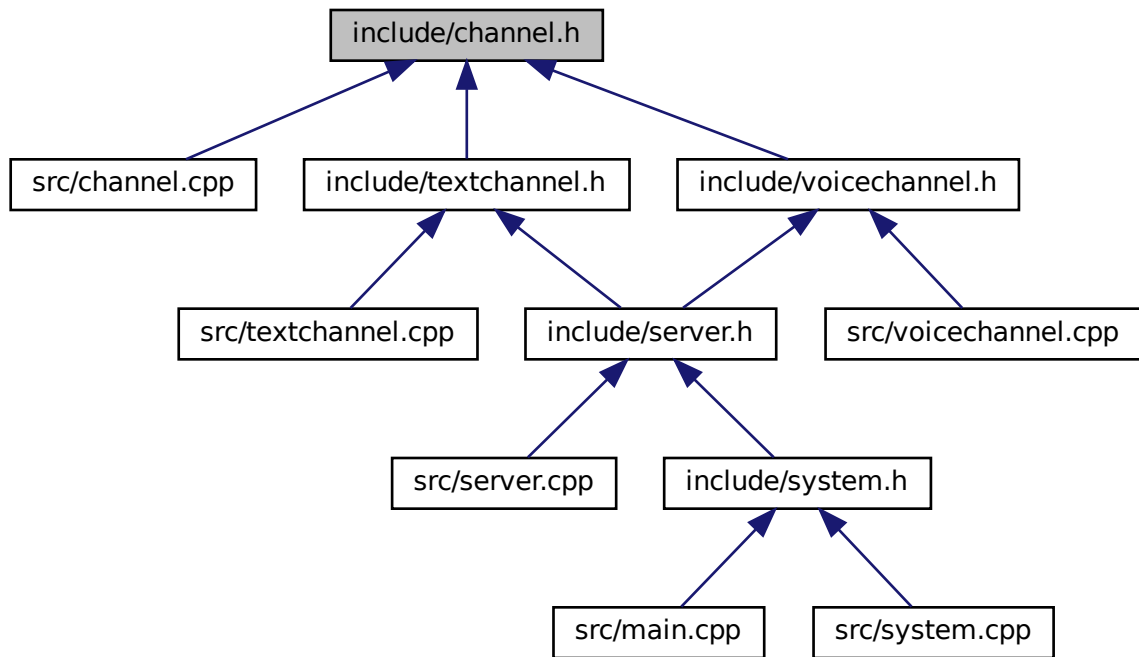 include/channel.h
src/channel.cpp
include/textchannel.h
include/voicechannel.h
src/textchannel.cpp
include/server.h
src/voicechannel.cpp
src/server.cpp
include/system.h
src/main.cpp
src/system.cpp